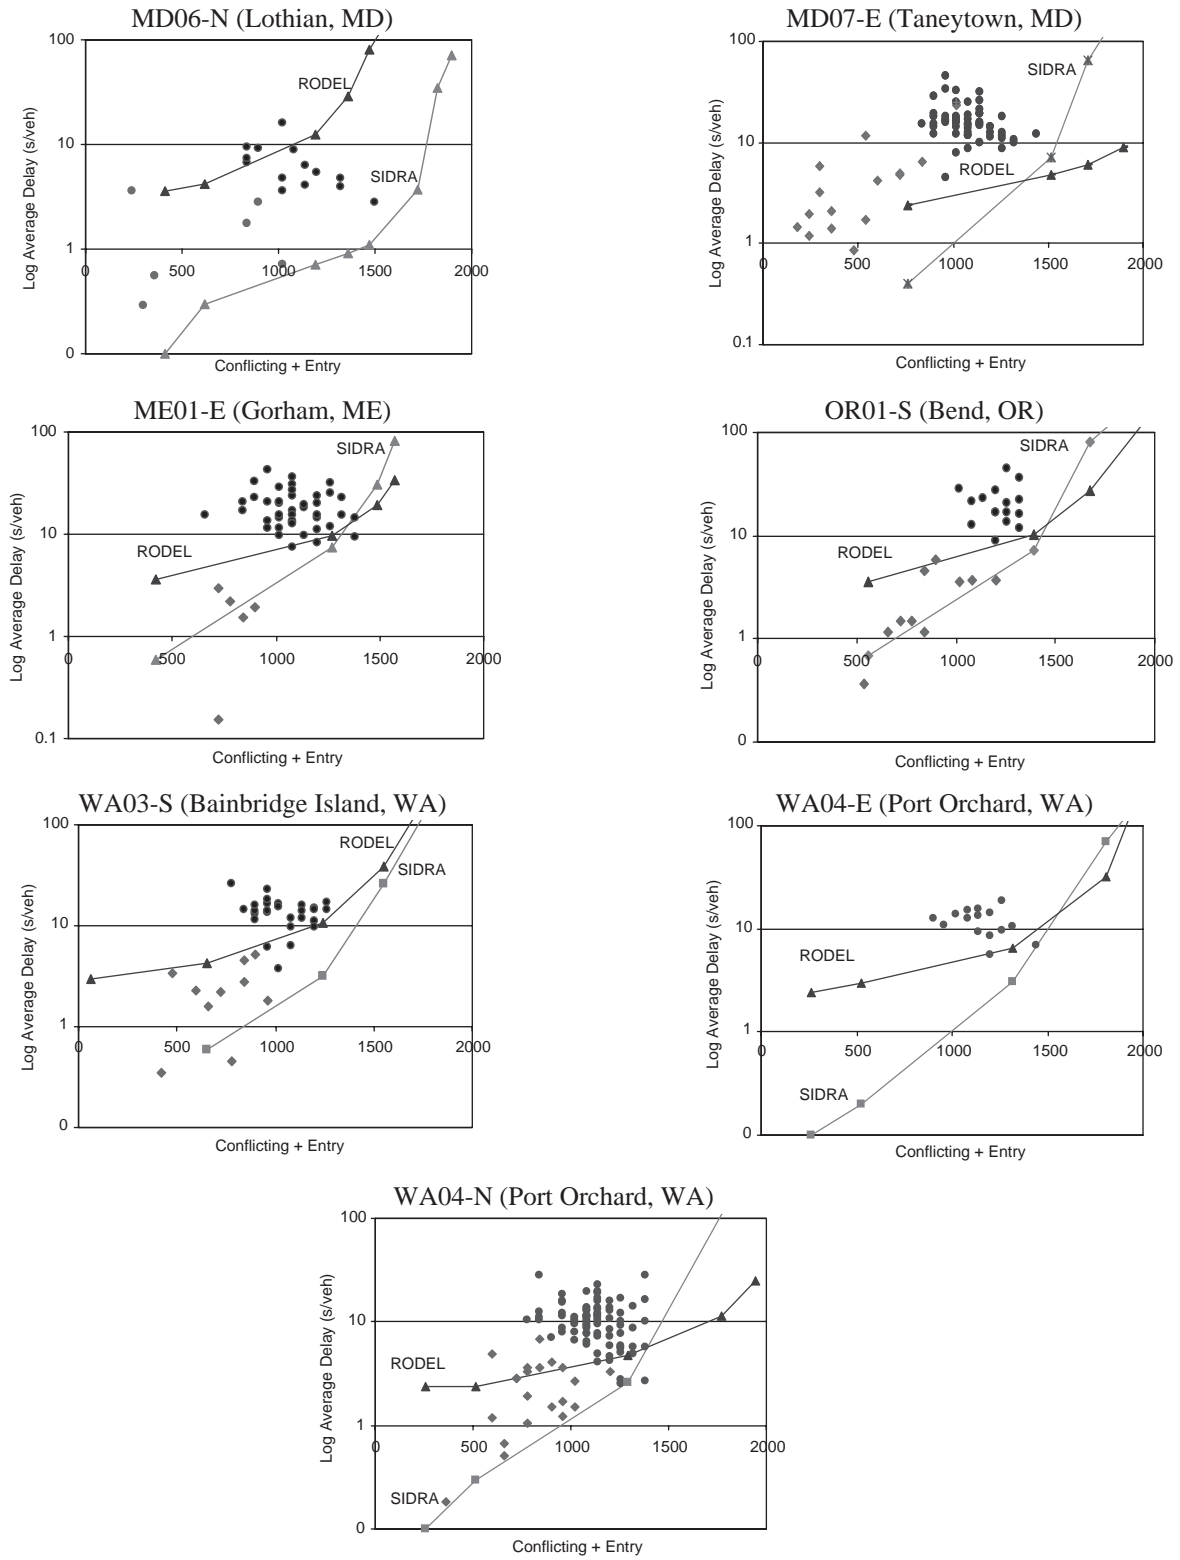 MD06-N (Lothian, MD)
100
10
1
0
0
500
1000
1500
2000
RODEL
SIDRA
Log Average Delay (s/veh)
Conflicting + Entry
MD07-E (Taneytown, MD)
100
10
1
0.1
0
500
1000
1500
2000
SIDRA
RODEL
Log Average Delay (s/veh)
Conflicting + Entry
ME01-E (Gorham, ME)
100
10
1
0.1
0
500
1000
1500
2000
SIDRA
RODEL
Log Average Delay (s/veh)
Conflicting + Entry
OR01-S (Bend, OR)
100
10
1
0
0
500
1000
1500
2000
SIDRA
RODEL
Log Average Delay (s/veh)
Conflicting + Entry
WA03-S (Bainbridge Island, WA)
100
10
1
0
0
500
1000
1500
2000
RODEL
SIDRA
Log Average Delay (s/veh)
Conflicting + Entry
WA04-E (Port Orchard, WA)
100
10
1
0
0
500
1000
1500
2000
RODEL
SIDRA
Log Average Delay (s/veh)
Conflicting + Entry
WA04-N (Port Orchard, WA)
100
10
1
0
0
500
1000
1500
2000
RODEL
SIDRA
Log Average Delay (s/veh)
Conflicting + Entry